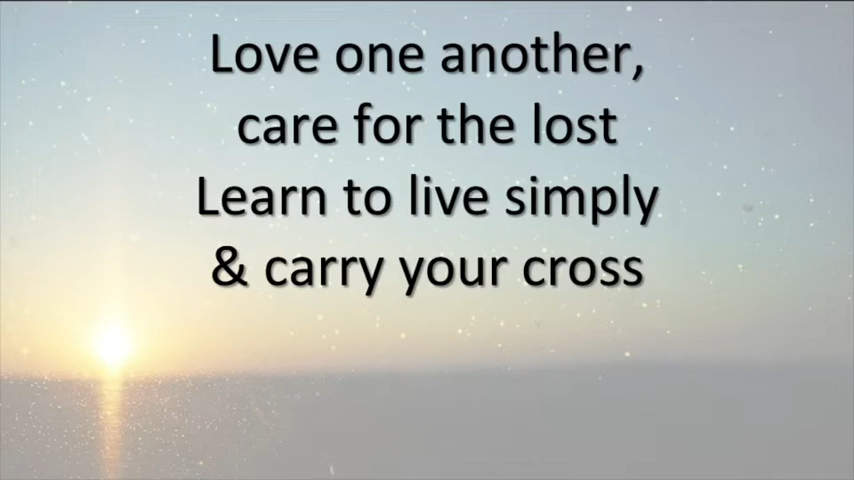 Love one another,
care for the lost
Learn to live simply
& carry your cross